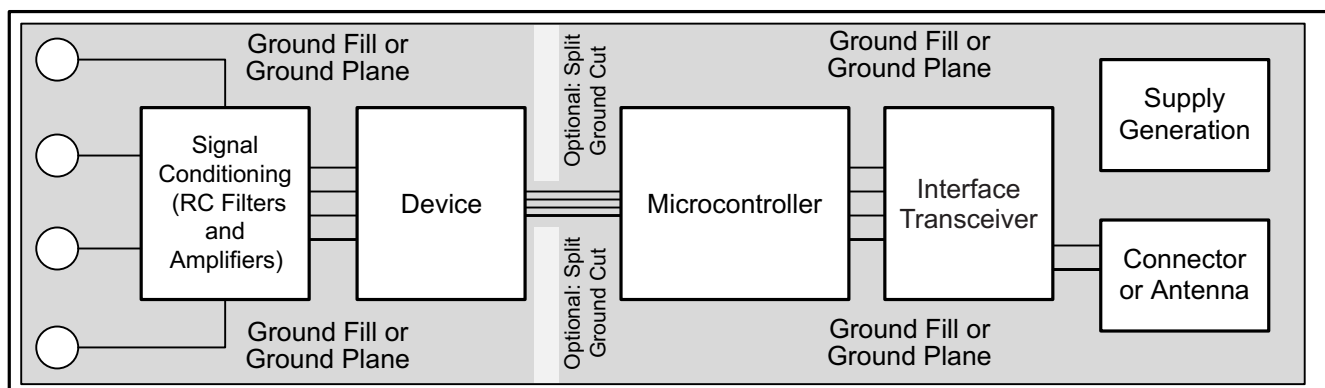 Ground Fill or
Ground Plane
Optional: Split
Ground Cut
Ground Fill or
Ground Plane
Signal
Conditioning
(RC Filters
and
Amplifiers)
Device
Microcontroller
Interface
Transceiver
Supply
Generation
Connector
or Antenna
Ground Fill or
Ground Plane
Optional: Split
Ground Cut
Ground Fill or
Ground Plane